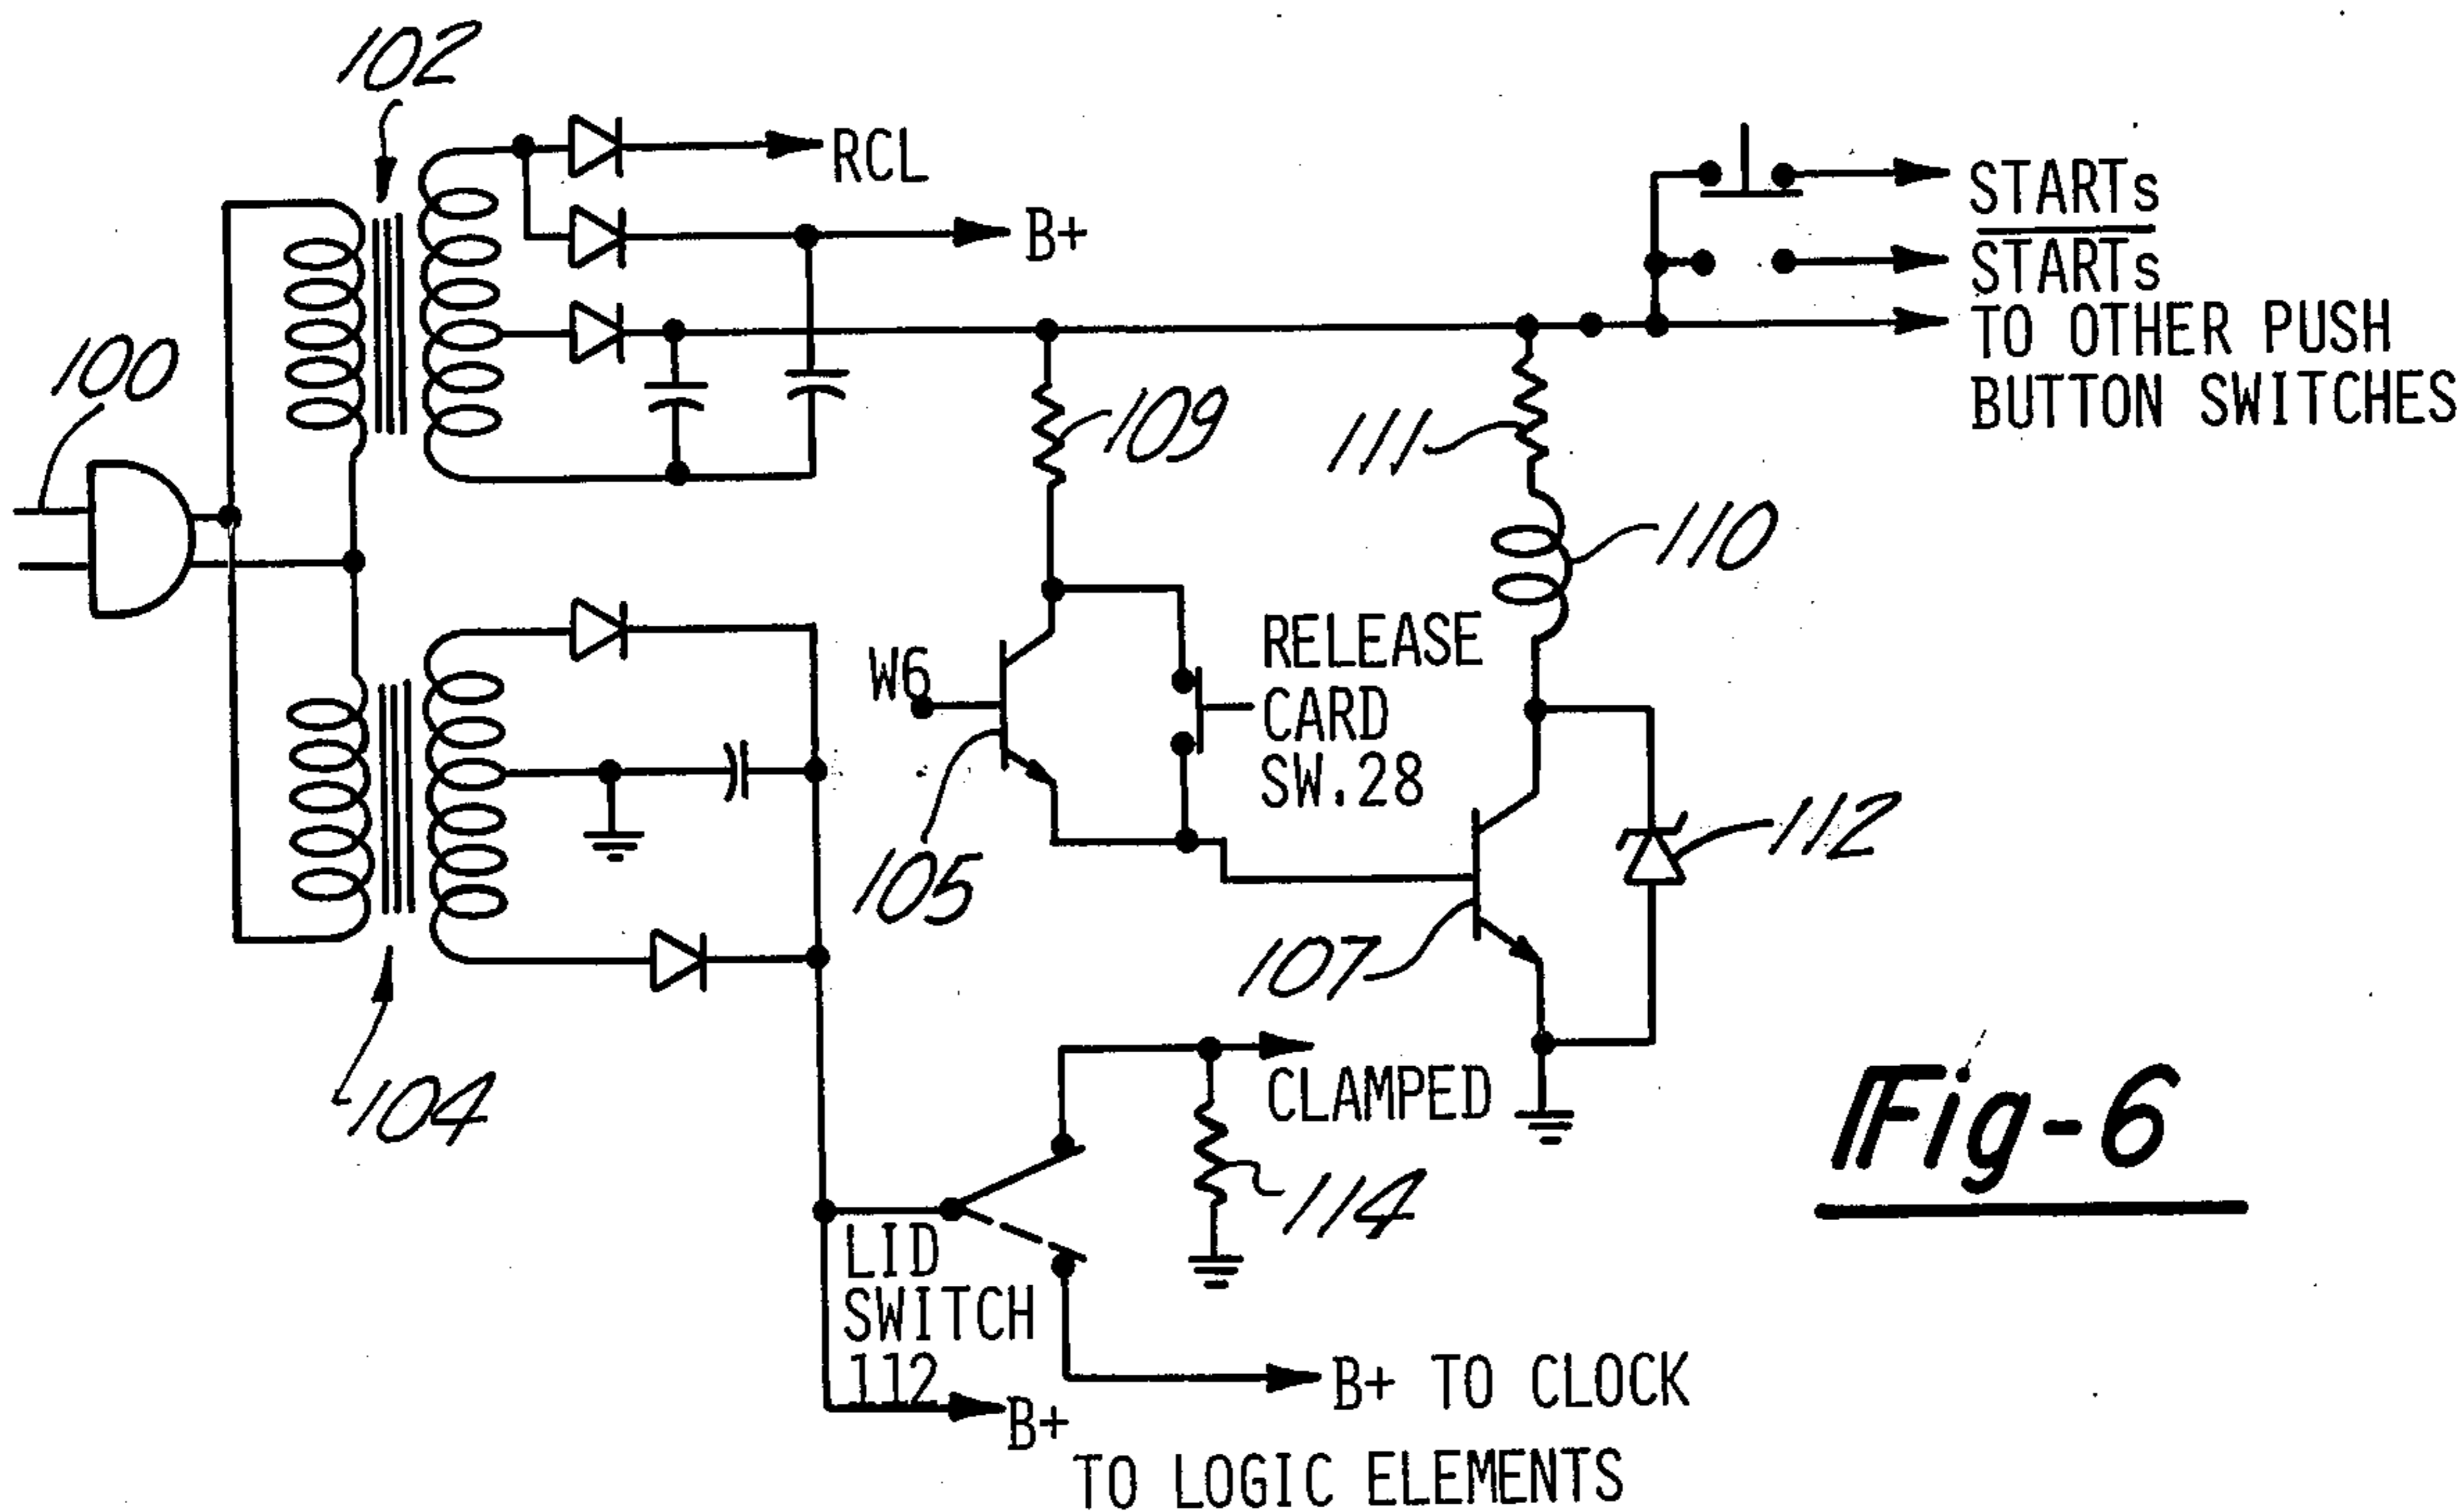 102
RCL
B+
STARTs
STARTs
TO OTHER PUSH
BUTTON SWITCHES
100
109
111
110
RELEASE
CARD
SW.28
W6
105
107
112
104
CLAMPED
114
LID
SWITCH
112
B+
B+ TO CLOCK
TO LOGIC ELEMENTS
Fig-6